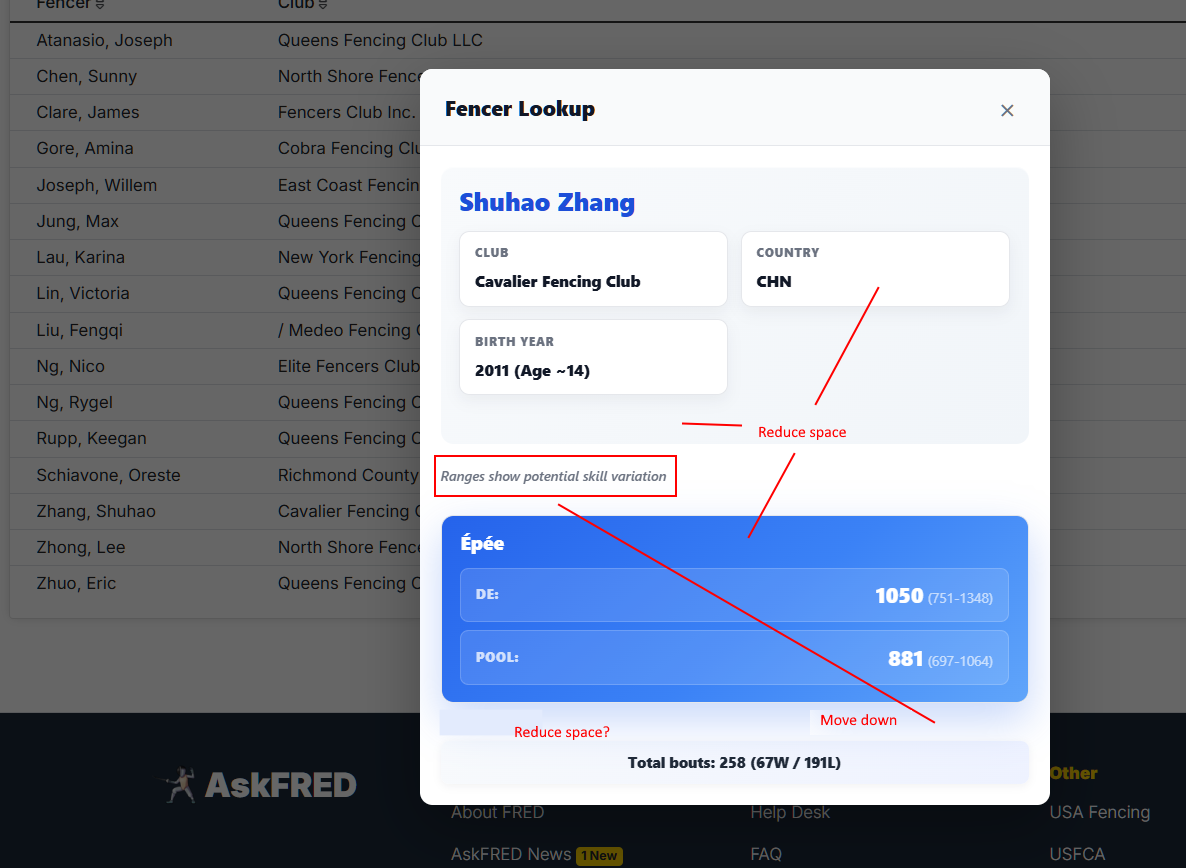 Fencer Club
Atanasio, Joseph Queens Fencing Club LLC
Chen, Sunny North Shore Fence
Clare, James Fencers Club Inc.
Gore, Amina Cobra Fencing Clu
Joseph, Willem East Coast Fencin
Jung, Max Queens Fencing C
Lau, Karina New York Fencing
Lin, Victoria Queens Fencing C
Liu, Fengqi / Medeo Fencing C
Ng, Nico Elite Fencers Club
Ng, Rygel Queens Fencing C
Rupp, Keegan Queens Fencing C
Schiavone, Oreste Richmond County
Zhang, Shuhao Cavalier Fencing C
Zhong, Lee North Shore Fence
Zhuo, Eric Queens Fencing C
Fencer Lookup
×
Shuhao Zhang
CLUB
Cavalier Fencing Club
COUNTRY
CHN
BIRTH YEAR
2011 (Age ~14)
Reduce space
Ranges show potential skill variation
Épée
DE: 1050 (751-1348)
POOL: 881 (697-1064)
Move down
Reduce space?
Total bouts: 258 (67W / 191L)
AskFRED
Other
About FRED Help Desk USA Fencing
AskFRED News 1 New FAQ USFCA